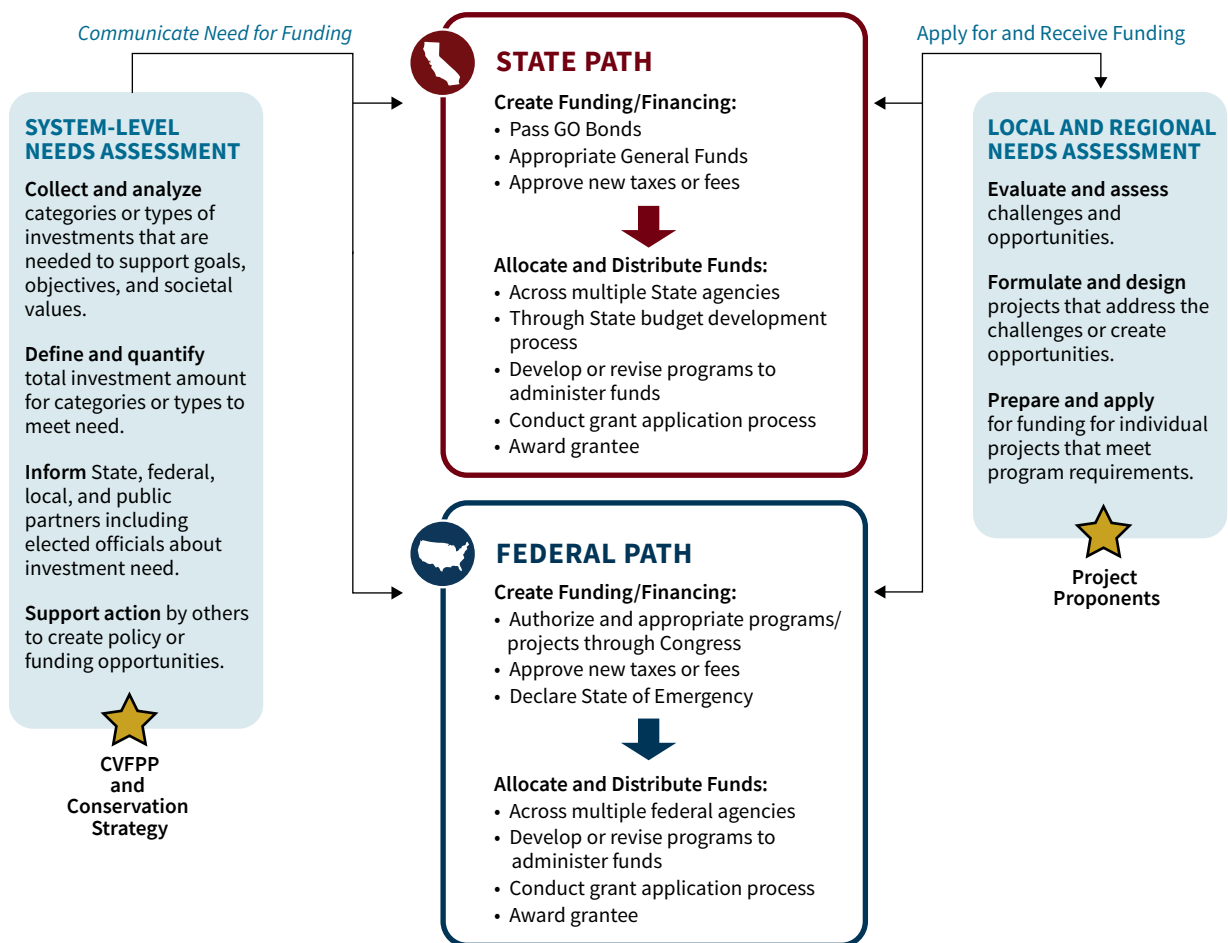 Communicate Need for Funding
SYSTEM-LEVEL
NEEDS ASSESSMENT
Collect and analyze
categories or types of
investments that are
needed to support goals,
objectives, and societal
values.
Define and quantify
total investment amount
for categories or types to
meet need.
Inform State, federal,
local, and public
partners including
elected officials about
investment need.
Support action by others
to create policy or
funding opportunities.
CVFPP
and
Conservation
Strategy
STATE PATH
Create Funding/Financing:
• Pass GO Bonds
• Appropriate General Funds
• Approve new taxes or fees
Allocate and Distribute Funds:
• Across multiple State agencies
• Through State budget development
process
• Develop or revise programs to
administer funds
• Conduct grant application process
• Award grantee
FEDERAL PATH
Create Funding/Financing:
• Authorize and appropriate programs/
projects through Congress
• Approve new taxes or fees
• Declare State of Emergency
Allocate and Distribute Funds:
• Across multiple federal agencies
• Develop or revise programs to
administer funds
• Conduct grant application process
• Award grantee
Apply for and Receive Funding
LOCAL AND REGIONAL
NEEDS ASSESSMENT
Evaluate and assess
challenges and
opportunities.
Formulate and design
projects that address the
challenges or create
opportunities.
Prepare and apply
for funding for individual
projects that meet
program requirements.
Project
Proponents